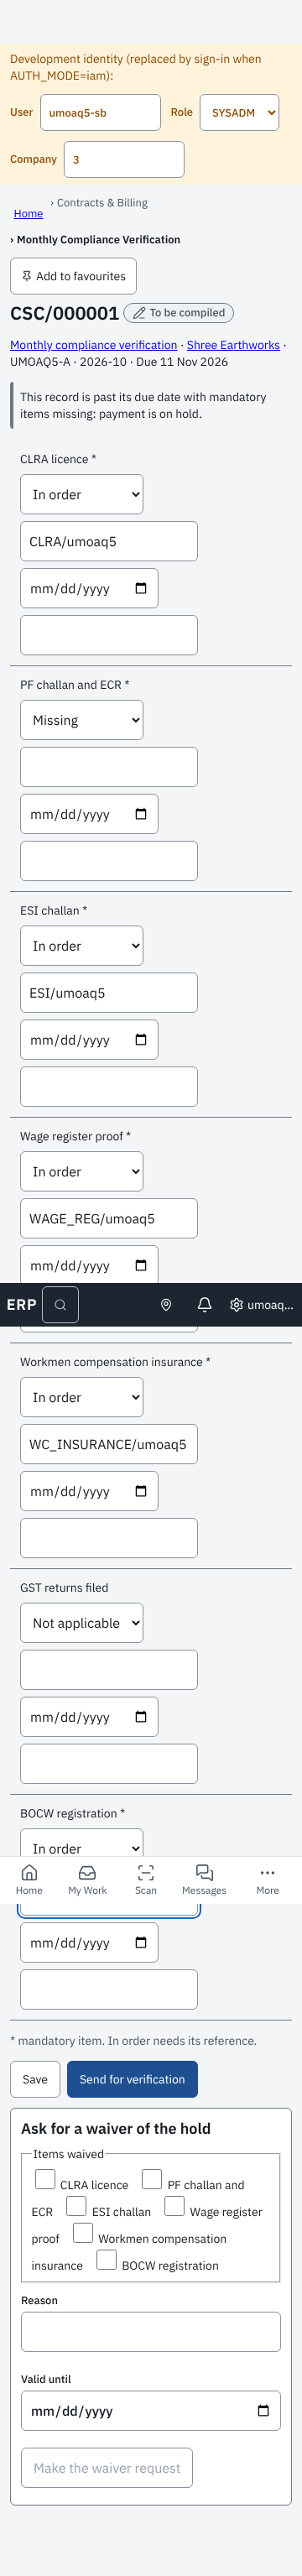 Development identity (replaced by sign-in when
AUTH_MODE=iam):
User umoaq5-sb Role SYSADM
Company 3
Home › Contracts & Billing
› Monthly Compliance Verification
Add to favourites
CSC/000001 To be compiled
Monthly compliance verification · Shree Earthworks ·
UMOAQ5-A · 2026-10 · Due 11 Nov 2026
This record is past its due date with mandatory
items missing: payment is on hold.
CLRA licence *
In order
CLRA/umoaq5
mm/dd/yyyy
PF challan and ECR *
Missing
mm/dd/yyyy
ESI challan *
In order
ESI/umoaq5
mm/dd/yyyy
Wage register proof *
In order
WAGE_REG/umoaq5
mm/dd/yyyy
ERP umoaq...
Workmen compensation insurance *
In order
WC_INSURANCE/umoaq5
mm/dd/yyyy
GST returns filed
Not applicable
mm/dd/yyyy
BOCW registration *
In order
Home My Work Scan Messages More
mm/dd/yyyy
* mandatory item. In order needs its reference.
Save Send for verification
Ask for a waiver of the hold
Items waived
CLRA licence PF challan and
ECR ESI challan Wage register
proof Workmen compensation
insurance BOCW registration
Reason
Valid until
mm/dd/yyyy
Make the waiver request